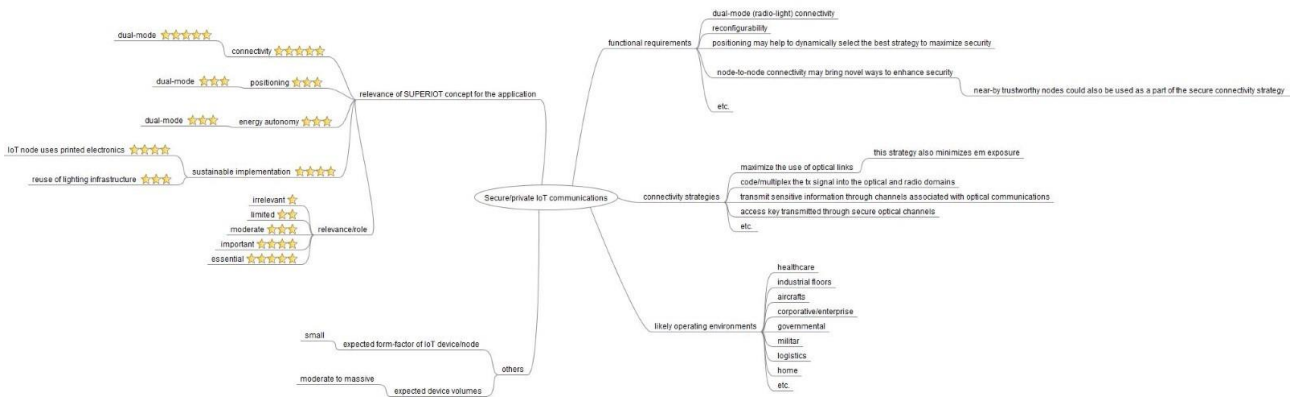 dual-mode
connectivity
dual-mode
positioning
dual-mode
energy autonomy
IoT node uses printed electronics
reuse of lighting infrastructure
sustainable implementation
irrelevant
limited
moderate
important
essential
relevance/role
relevance of SUPERIOT concept for the application
small
expected form-factor of IoT device/node
moderate to massive
expected device volumes
others
Secure/private IoT communications
functional requirements
dual-mode (radio-light) connectivity
reconfigurability
positioning may help to dynamically select the best strategy to maximize security
node-to-node connectivity may bring novel ways to enhance security
near-by trustworthy nodes could also be used as a part of the secure connectivity strategy
etc.
connectivity strategies
maximize the use of optical links
this strategy also minimizes em exposure
code/multiplex the tx signal into the optical and radio domains
transmit sensitive information through channels associated with optical communications
access key transmitted through secure optical channels
etc.
likely operating environments
healthcare
industrial floors
aircrafts
corporative/enterprise
governmental
militar
logistics
home
etc.